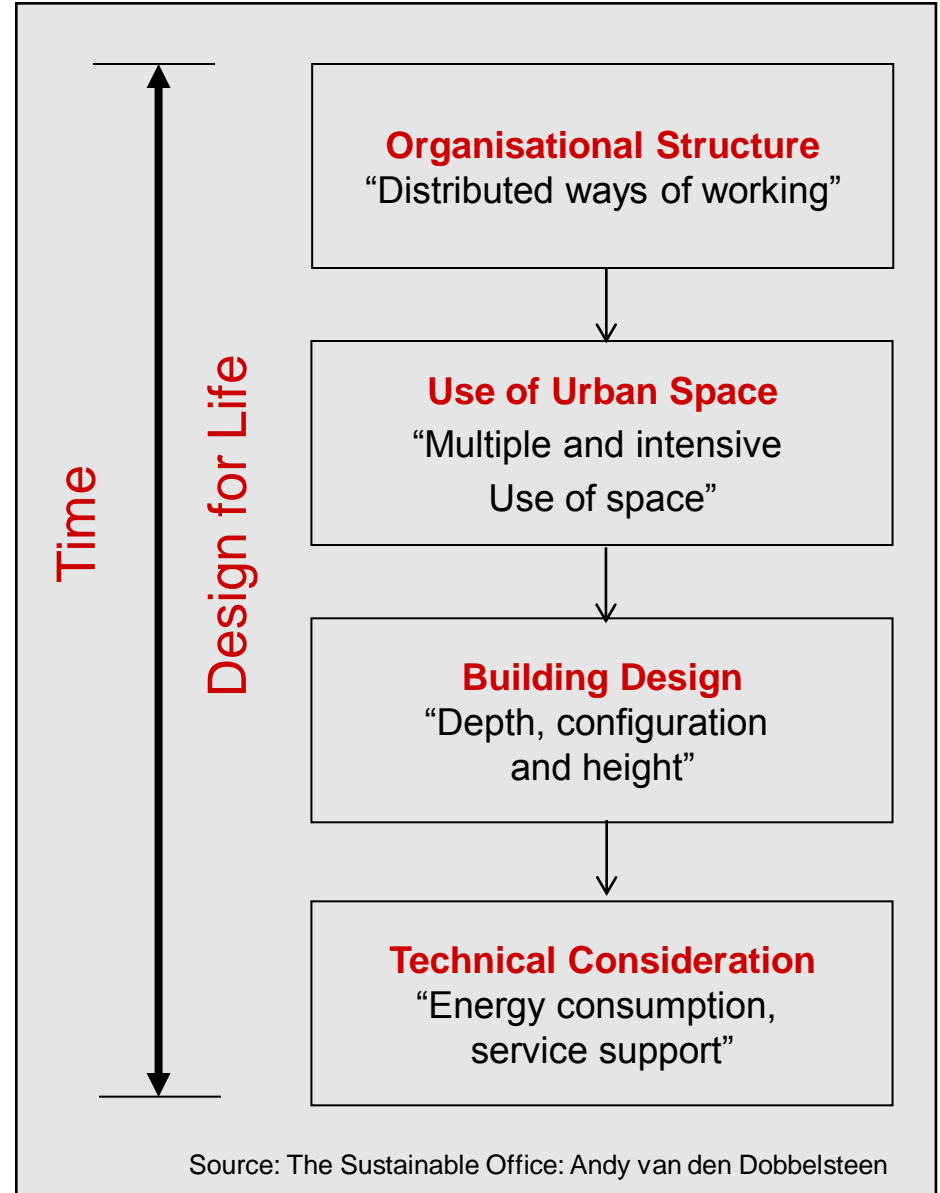 Time
Design for Life
Organisational Structure
“Distributed ways of working”
Use of Urban Space
“Multiple and intensive
Use of space”
Building Design
“Depth, configuration
and height”
Technical Consideration
“Energy consumption,
service support”
Source: The Sustainable Office: Andy van den Dobbelsteen